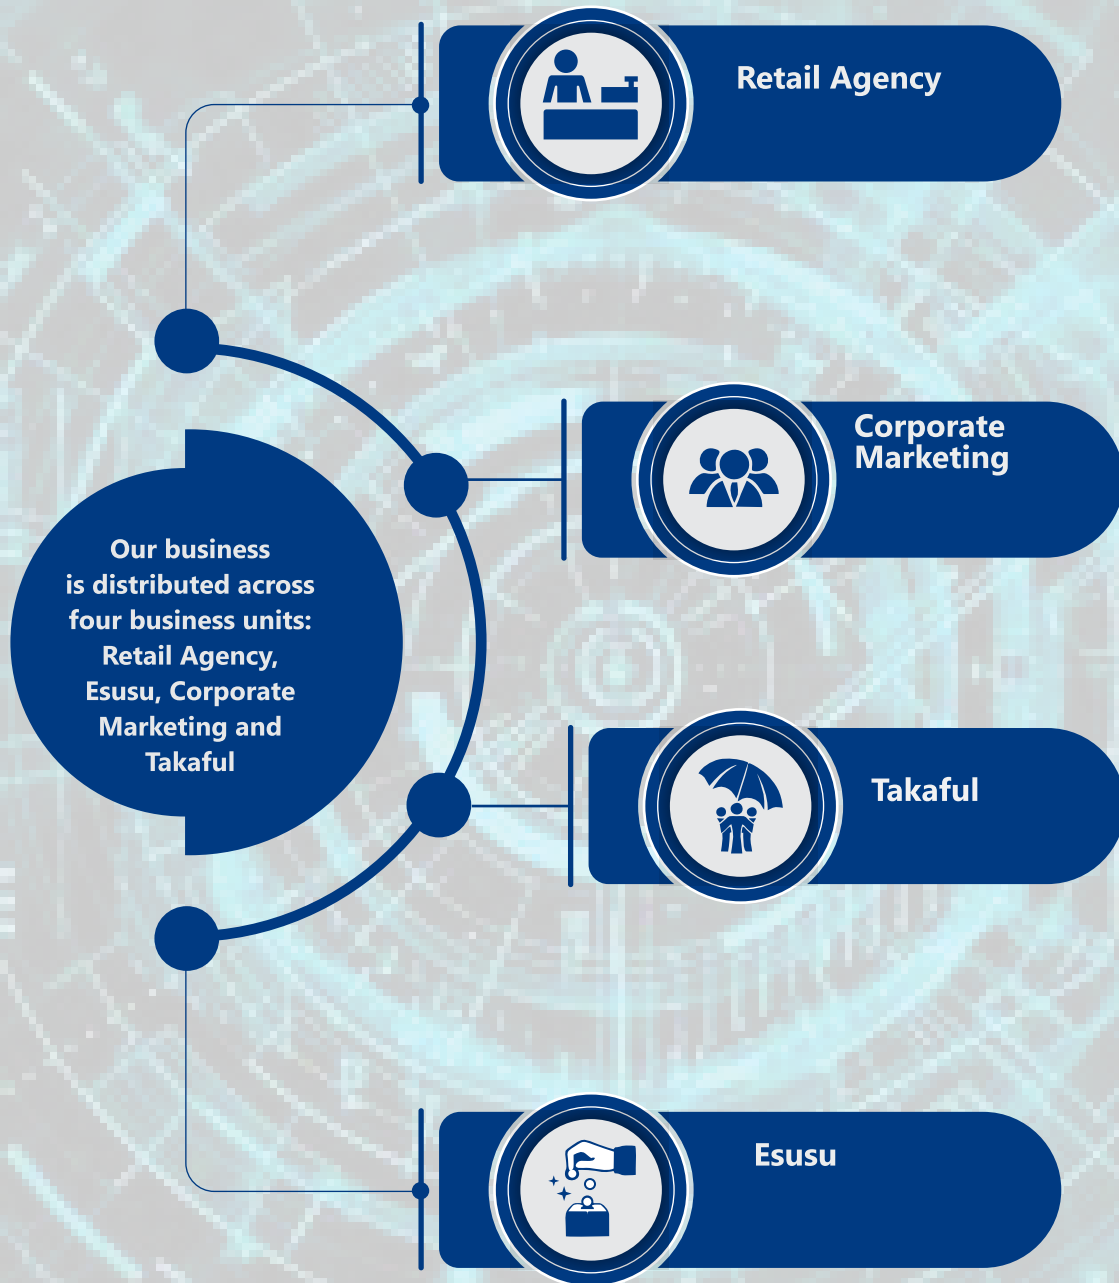 Retail Agency
Corporate
Marketing
Our business
is distributed across
four business units:
Retail Agency,
Esusu, Corporate
Marketing and
Takaful
Takaful
Esusu